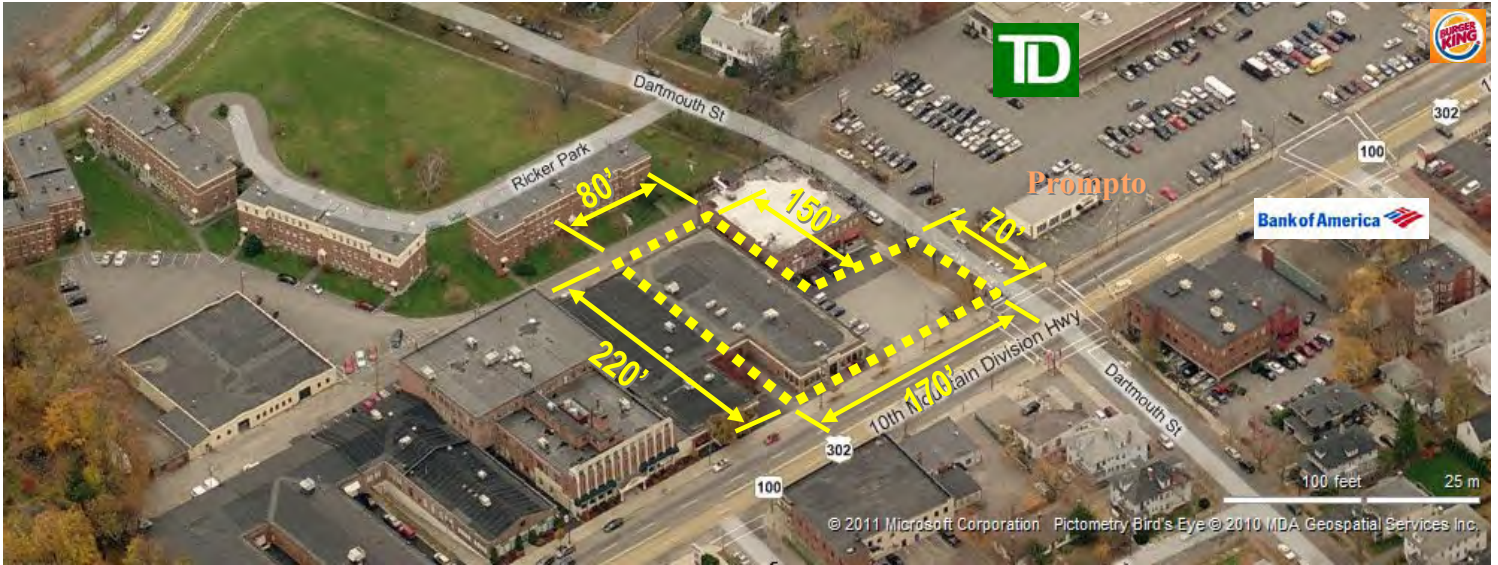 BURGER
KING
TD
302
Dartmouth St
100
Ricker Park
80'
150'
Prompto
70'
Bank of America
220'
170'
10th Mountain Division Hwy
Dartmouth St
302
100
100 feet
25 m
© 2011 Microsoft Corporation Pictometry Bird's Eye © 2010 MDA Geospatial Services Inc.